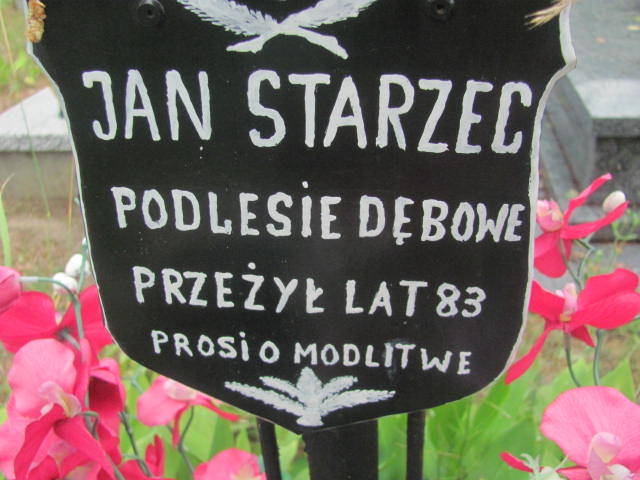 JAN STARZEC
PODLESIE DĘBOWE
PRZEŻYŁ LAT 83
PROSI O MODLITWE